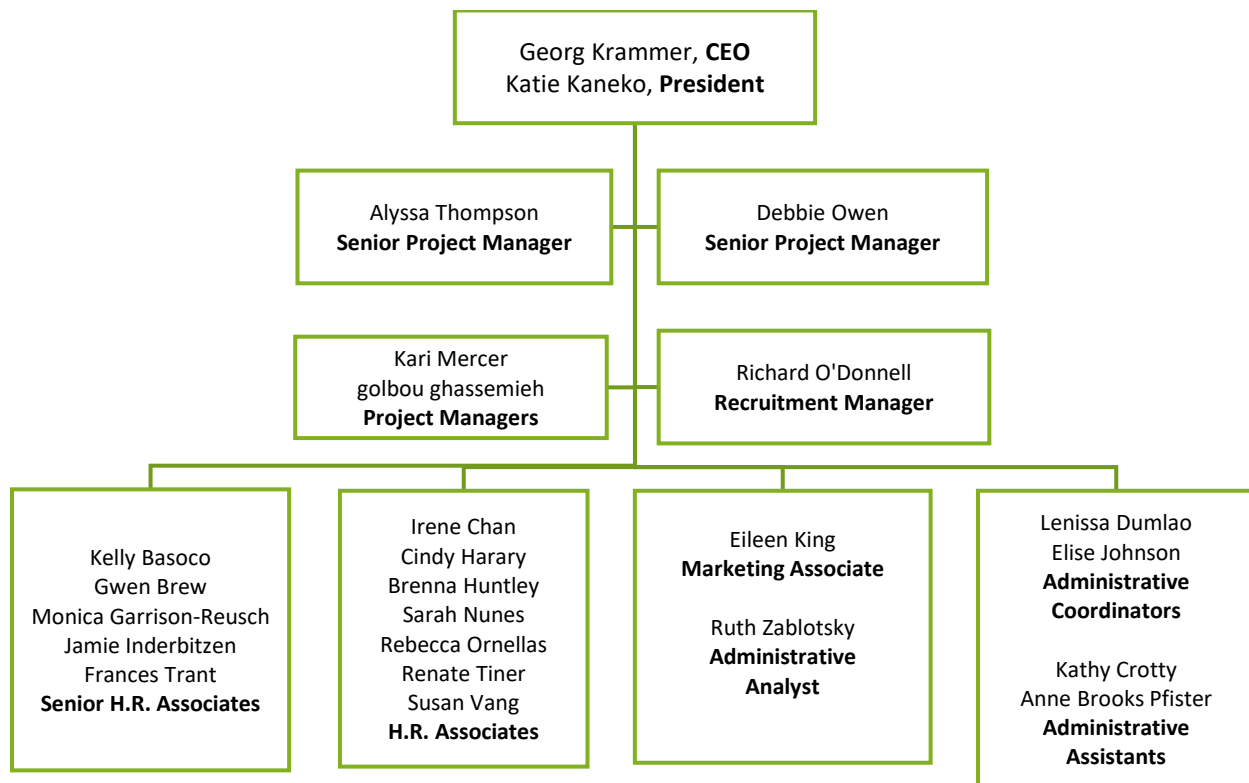 Georg Krammer, CEO
Katie Kaneko, President
Alyssa Thompson
Senior Project Manager
Debbie Owen
Senior Project Manager
Kari Mercer
golbou ghassemieh
Project Managers
Richard O'Donnell
Recruitment Manager
Kelly Basoco
Gwen Brew
Monica Garrison-Reusch
Jamie Inderbitzen
Frances Trant
Senior H.R. Associates
Irene Chan
Cindy Harary
Brenna Huntley
Sarah Nunes
Rebecca Ornellas
Renate Tiner
Susan Vang
H.R. Associates
Eileen King
Marketing Associate
Ruth Zablotsky
Administrative
Analyst
Lenissa Dumlao
Elise Johnson
Administrative
Coordinators
Kathy Crotty
Anne Brooks Pfister
Administrative
Assistants